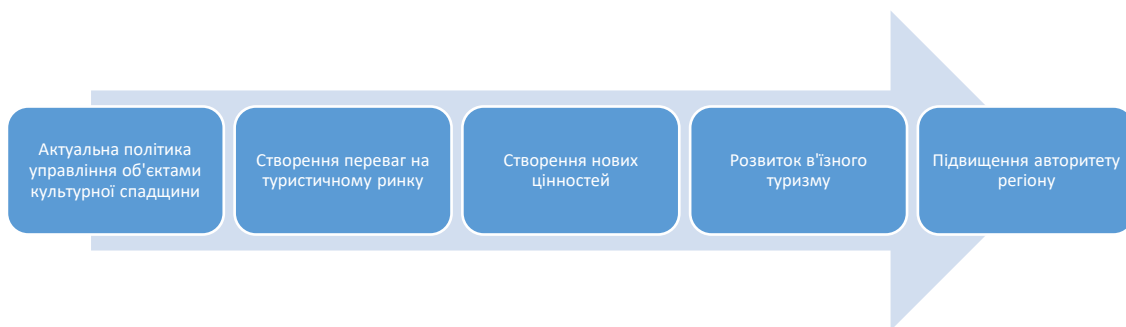 Актуальна політика
управління об'єктами
культурної спадщини
Створення переваг на
туристичному ринку
Створення нових
цінностей
Розвиток в'їзного
туризму
Підвищення авторитету
регіону